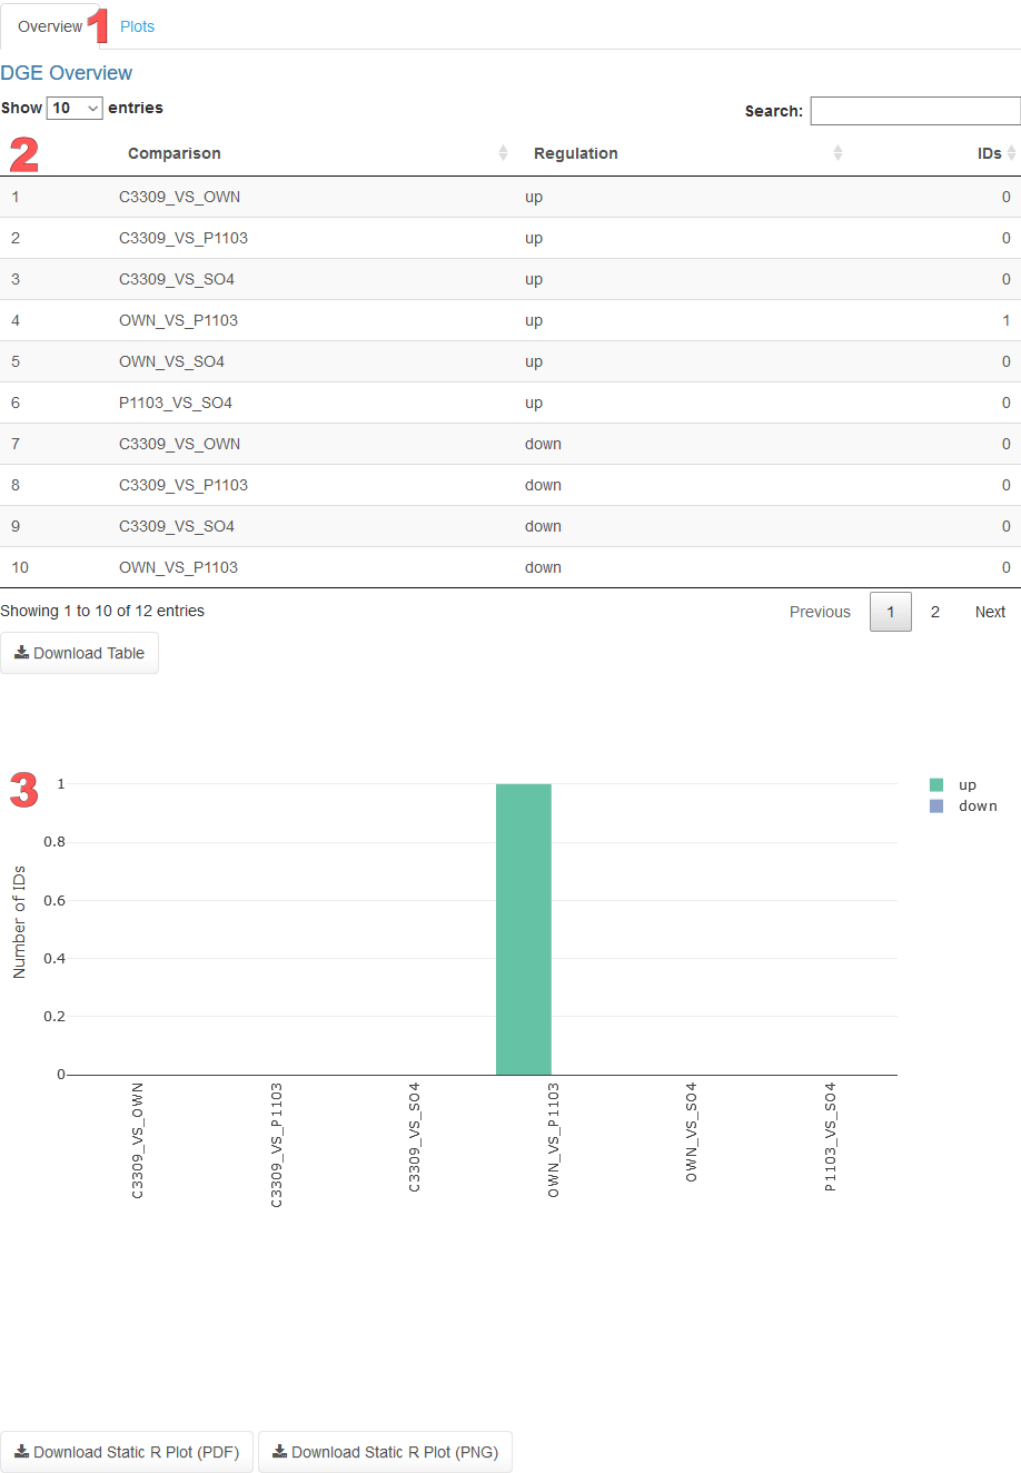 Overview 1 Plots
DGE Overview
Show 10 entries
Search:
2 Comparison Regulation IDs
1 C3309_VS_OWN up 0
2 C3309_VS_P1103 up 0
3 C3309_VS_SO4 up 0
4 OWN_VS_P1103 up 1
5 OWN_VS_SO4 up 0
6 P1103_VS_SO4 up 0
7 C3309_VS_OWN down 0
8 C3309_VS_P1103 down 0
9 C3309_VS_SO4 down 0
10 OWN_VS_P1103 down 0
Showing 1 to 10 of 12 entries
Previous 1 2 Next
Download Table
3
1
0.8
0.6
0.4
0.2
0
Number of IDs
up
down
C3309_VS_OWN
C3309_VS_P1103
C3309_VS_SO4
OWN_VS_P1103
OWN_VS_SO4
P1103_VS_SO4
Download Static R Plot (PDF) Download Static R Plot (PNG)